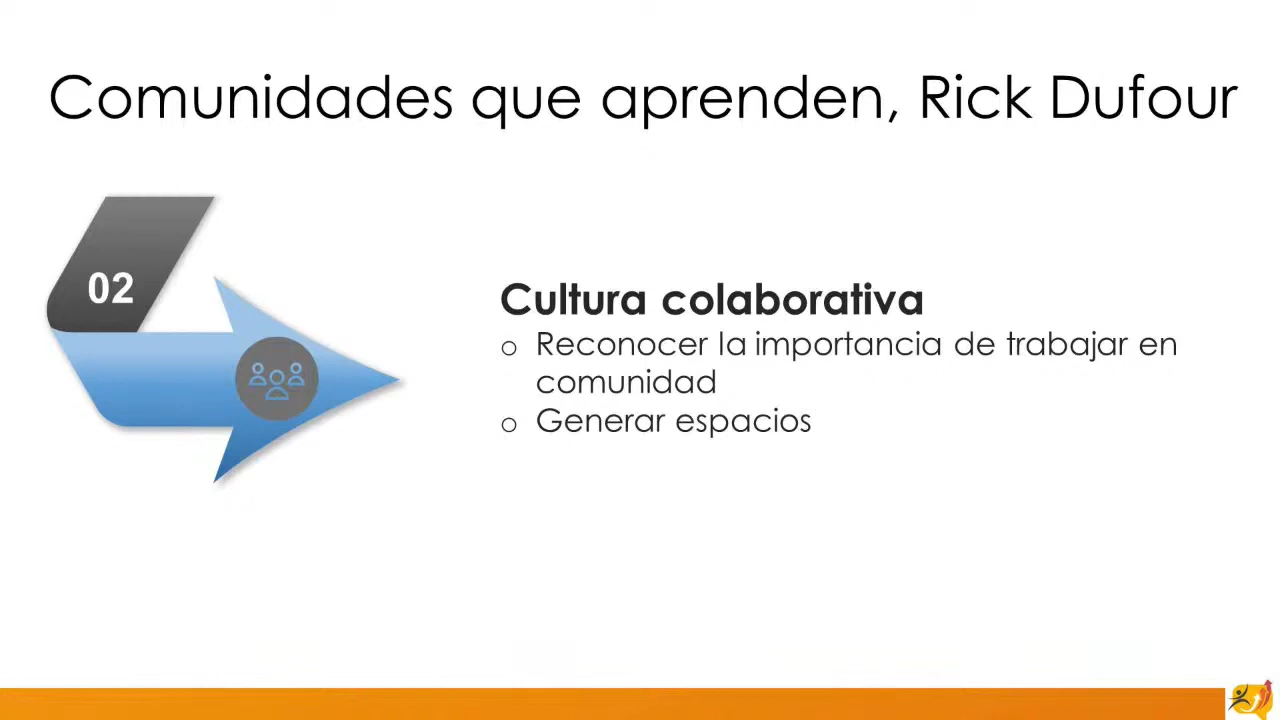 Comunidades que aprenden, Rick Dufour
02
Cultura colaborativa
o Reconocer la importancia de trabajar en
comunidad
o Generar espacios